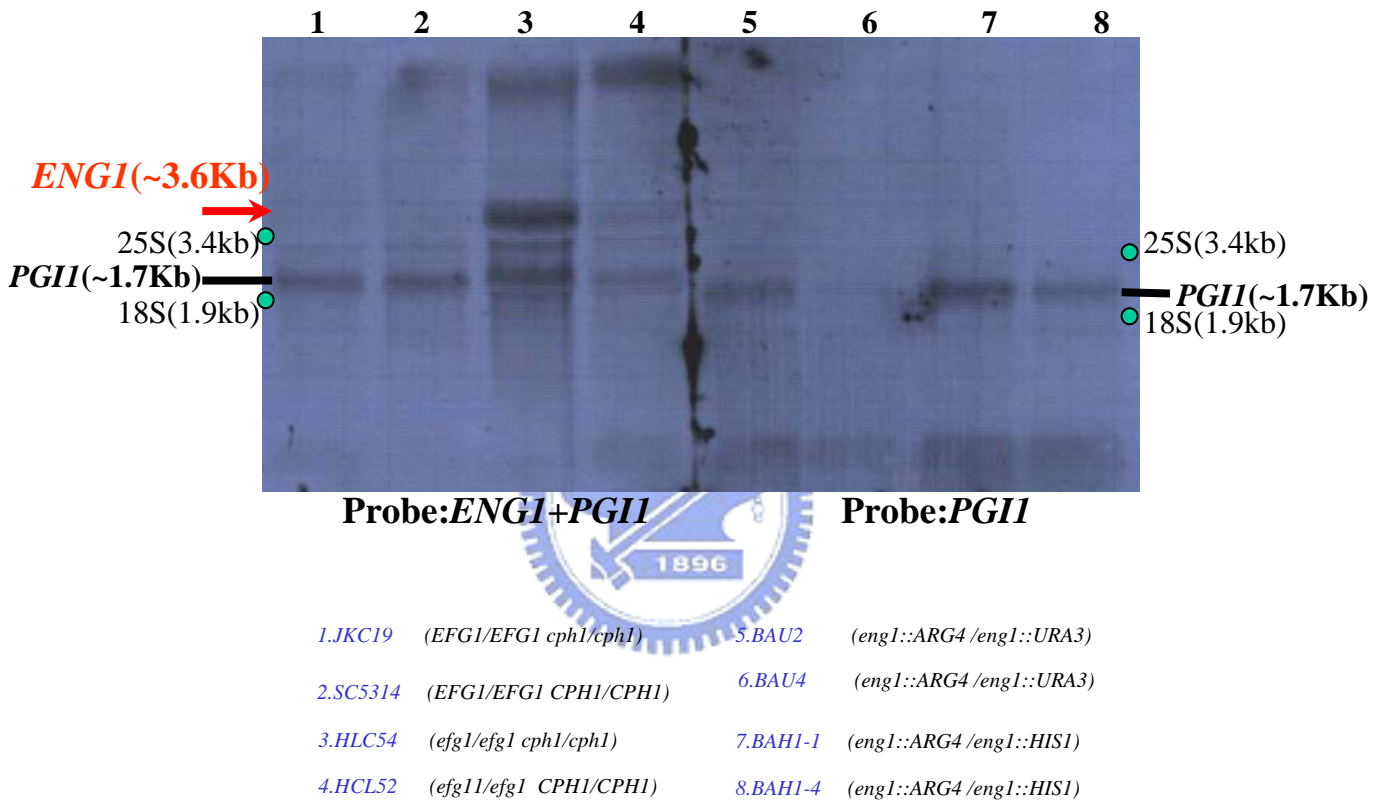 1 2 3 4 5 6 7 8
ENG1(~3.6Kb)
25S(3.4kb)
PGI1(~1.7Kb)
18S(1.9kb)
25S(3.4kb)
PGI1(~1.7Kb)
18S(1.9kb)
Probe:ENG1+PGI1 Probe:PGI1
1896
1.JKC19 (EFG1/EFG1 cph1/cph1)
2.SC5314 (EFG1/EFG1 CPH1/CPH1)
3.HLC54 (efg1/efg1 cph1/cph1)
4.HCL52 (efg11/efg1 CPH1/CPH1)
5.BAU2 (eng1::ARG4 /eng1::URA3)
6.BAU4 (eng1::ARG4 /eng1::URA3)
7.BAH1-1 (eng1::ARG4 /eng1::HIS1)
8.BAH1-4 (eng1::ARG4 /eng1::HIS1)